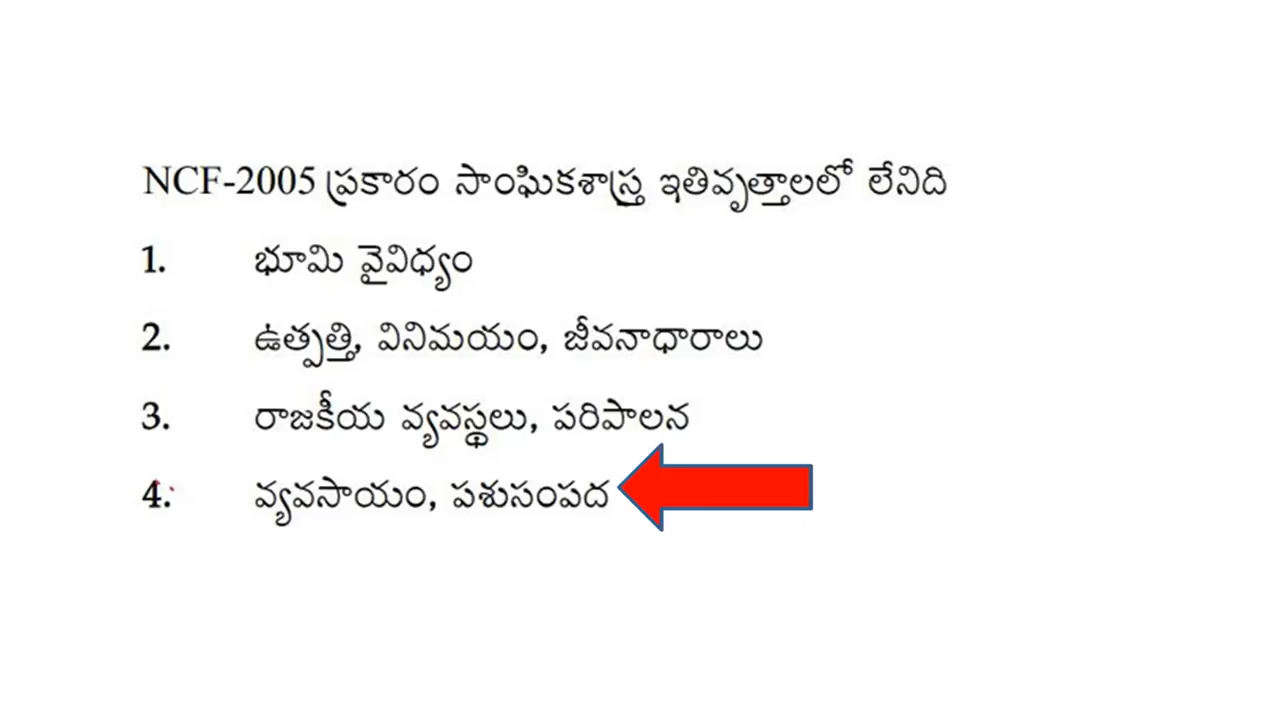 NCF-2005 ప్రకారం సాంఘికశాస్త్ర ఇతివృత్తాలలో లేనిది
1. భూమి వైవిధ్యం
2. ఉత్పత్తి, వినిమయం, జీవనాధారాలు
3. రాజకీయ వ్యవస్థలు, పరిపాలన
4. వ్యవసాయం, పశుసంపద